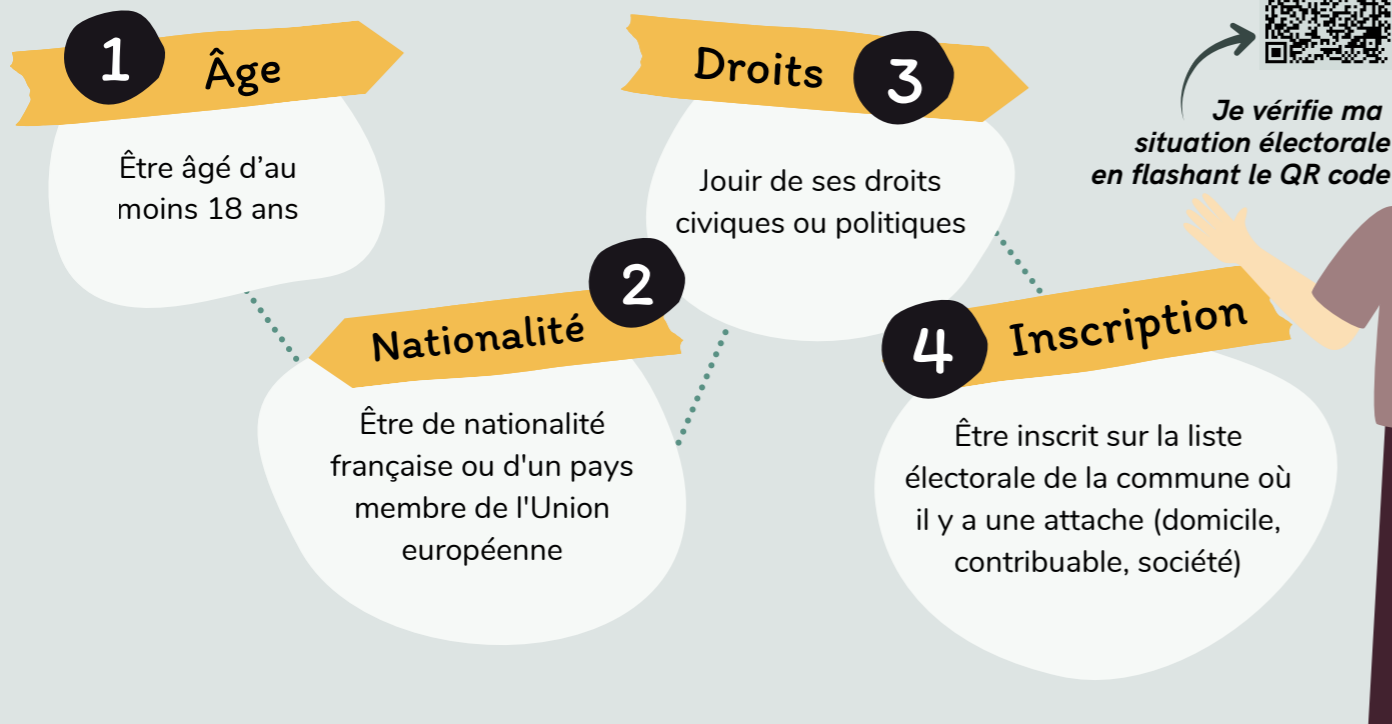 1
Âge
Être âgé d’au
moins 18 ans
2
Nationalité
Être de nationalité
française ou d'un pays
membre de l'Union
européenne
Droits
3
Jouir de ses droits
civiques ou politiques
4
Inscription
Être inscrit sur la liste
électorale de la commune où
il y a une attache (domicile,
contribuable, société)
Je vérifie ma
situation électorale
en flashant le QR code